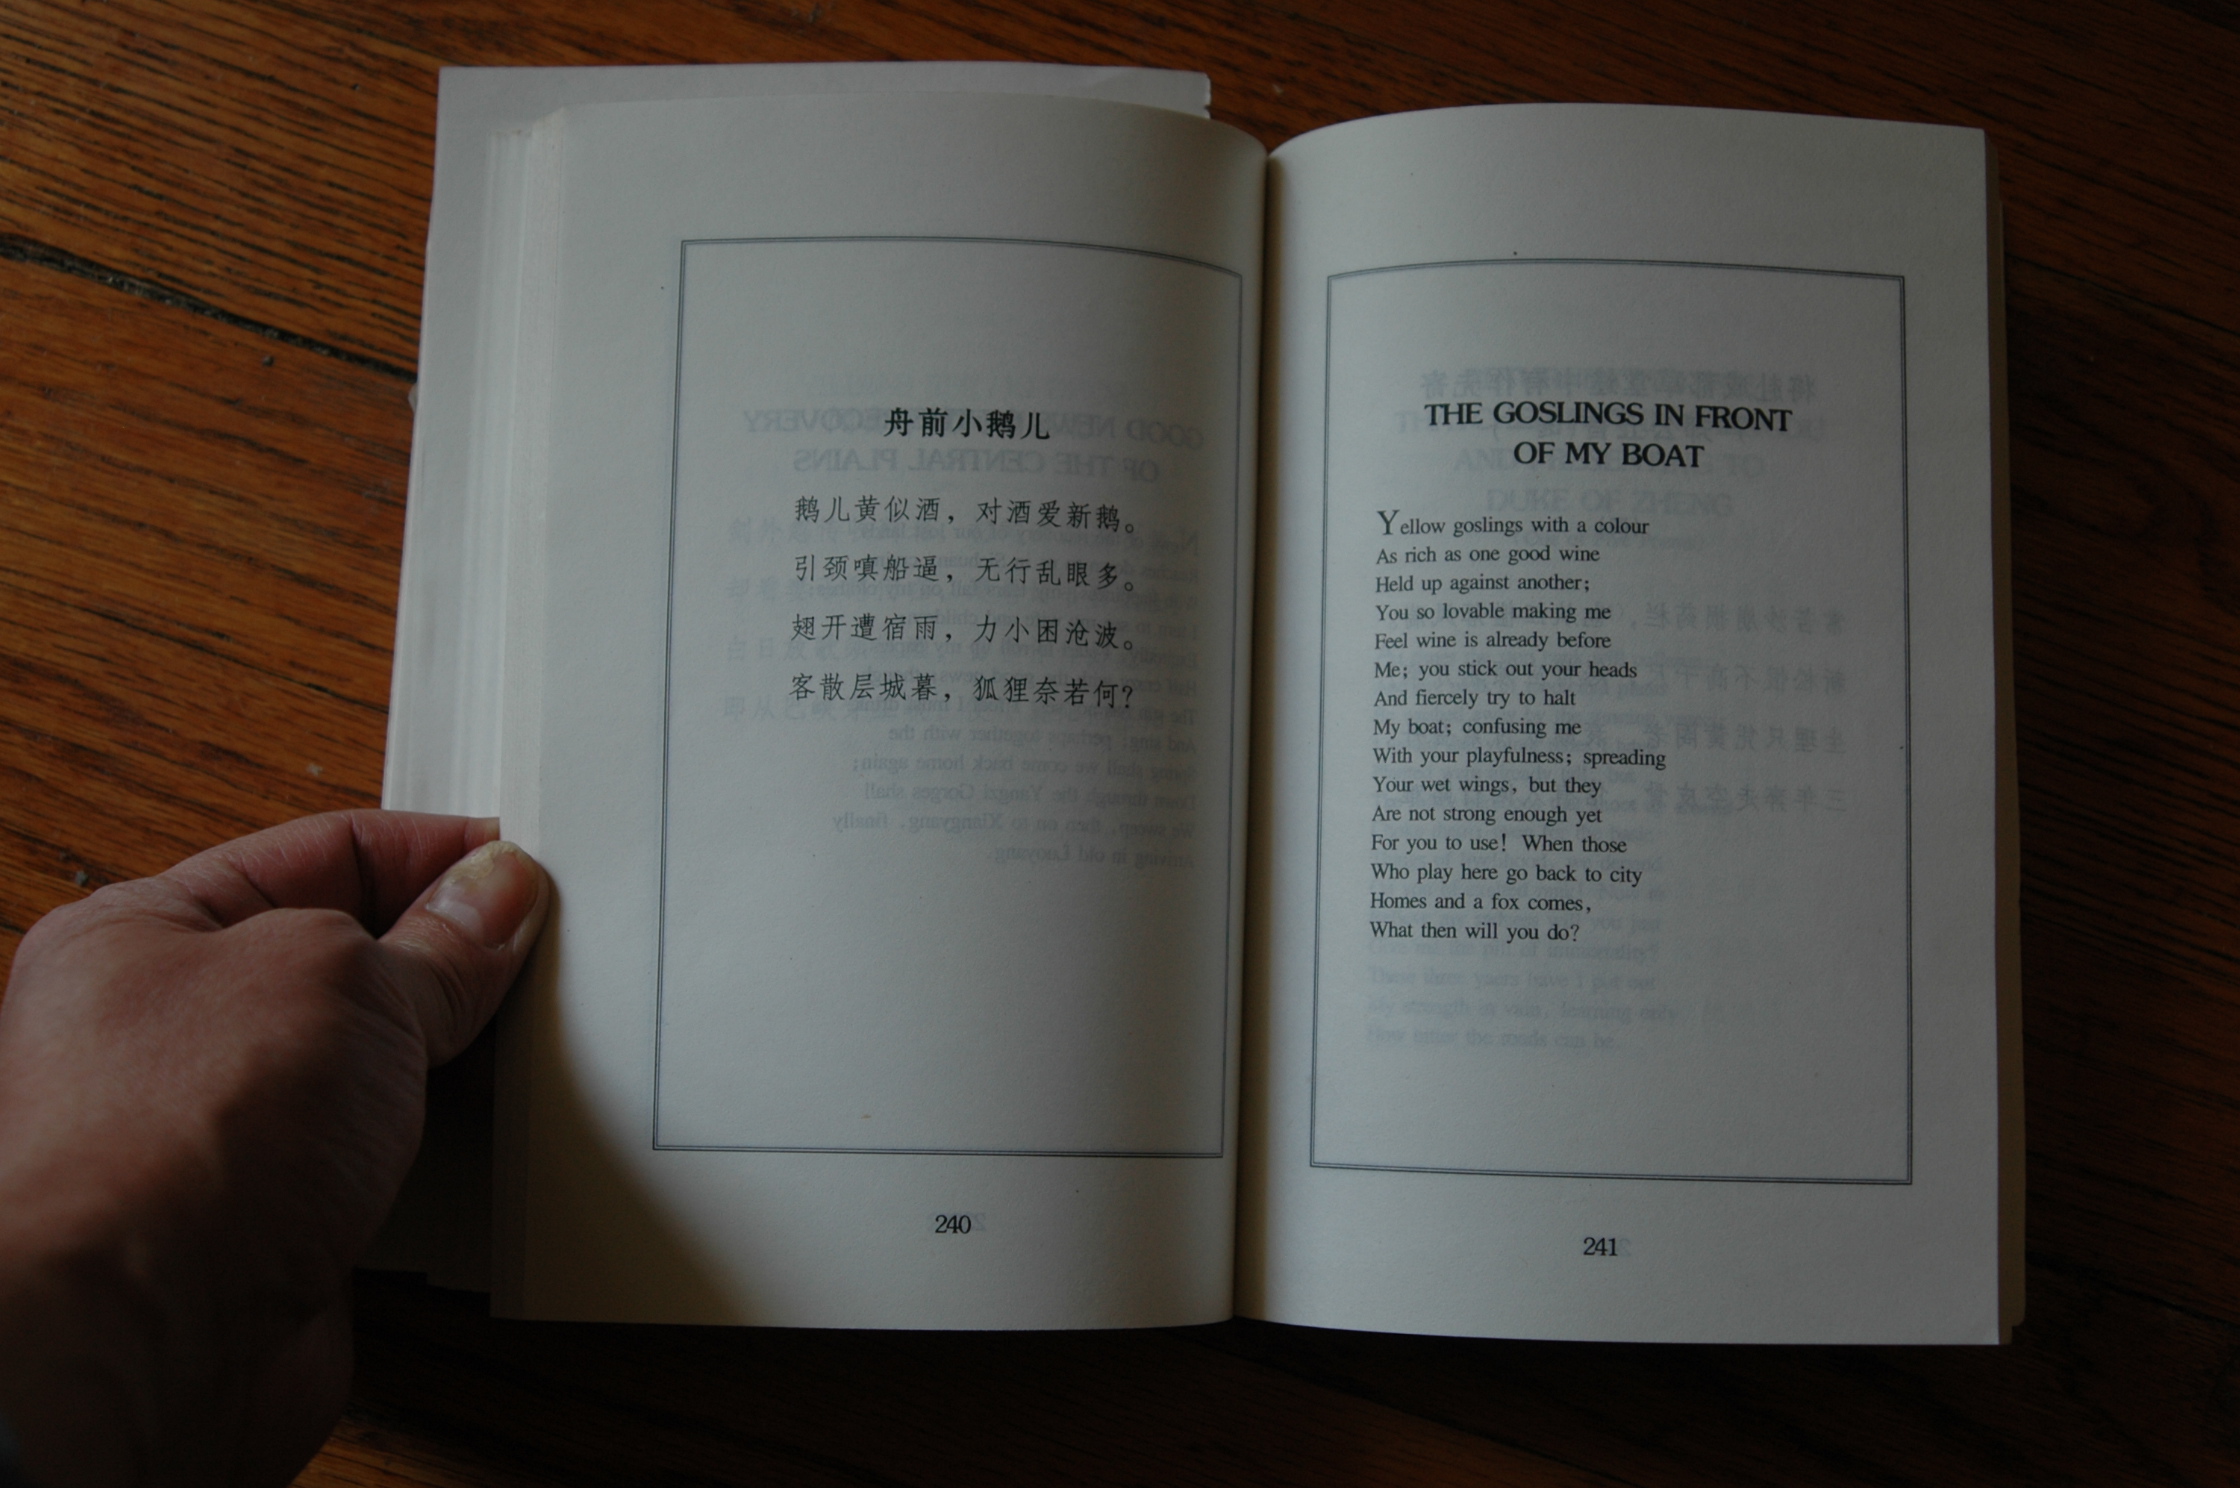 舟前小鹅儿
鹅儿黄似酒，对酒爱新鹅。
引颈嗔船逼，无行乱眼多。
翅开遭宿雨，力小困沧波。
客散层城暮，狐狸奈若何？
240
THE GOSLINGS IN FRONT
OF MY BOAT
Yellow goslings with a colour
As rich as one good wine
Held up against another;
You so lovable making me
Feel wine is already before
Me; you stick out your heads
And fiercely try to halt
My boat; confusing me
With your playfulness; spreading
Your wet wings, but they
Are not strong enough yet
For you to use! When those
Who play here go back to city
Homes and a fox comes,
What then will you do?
241